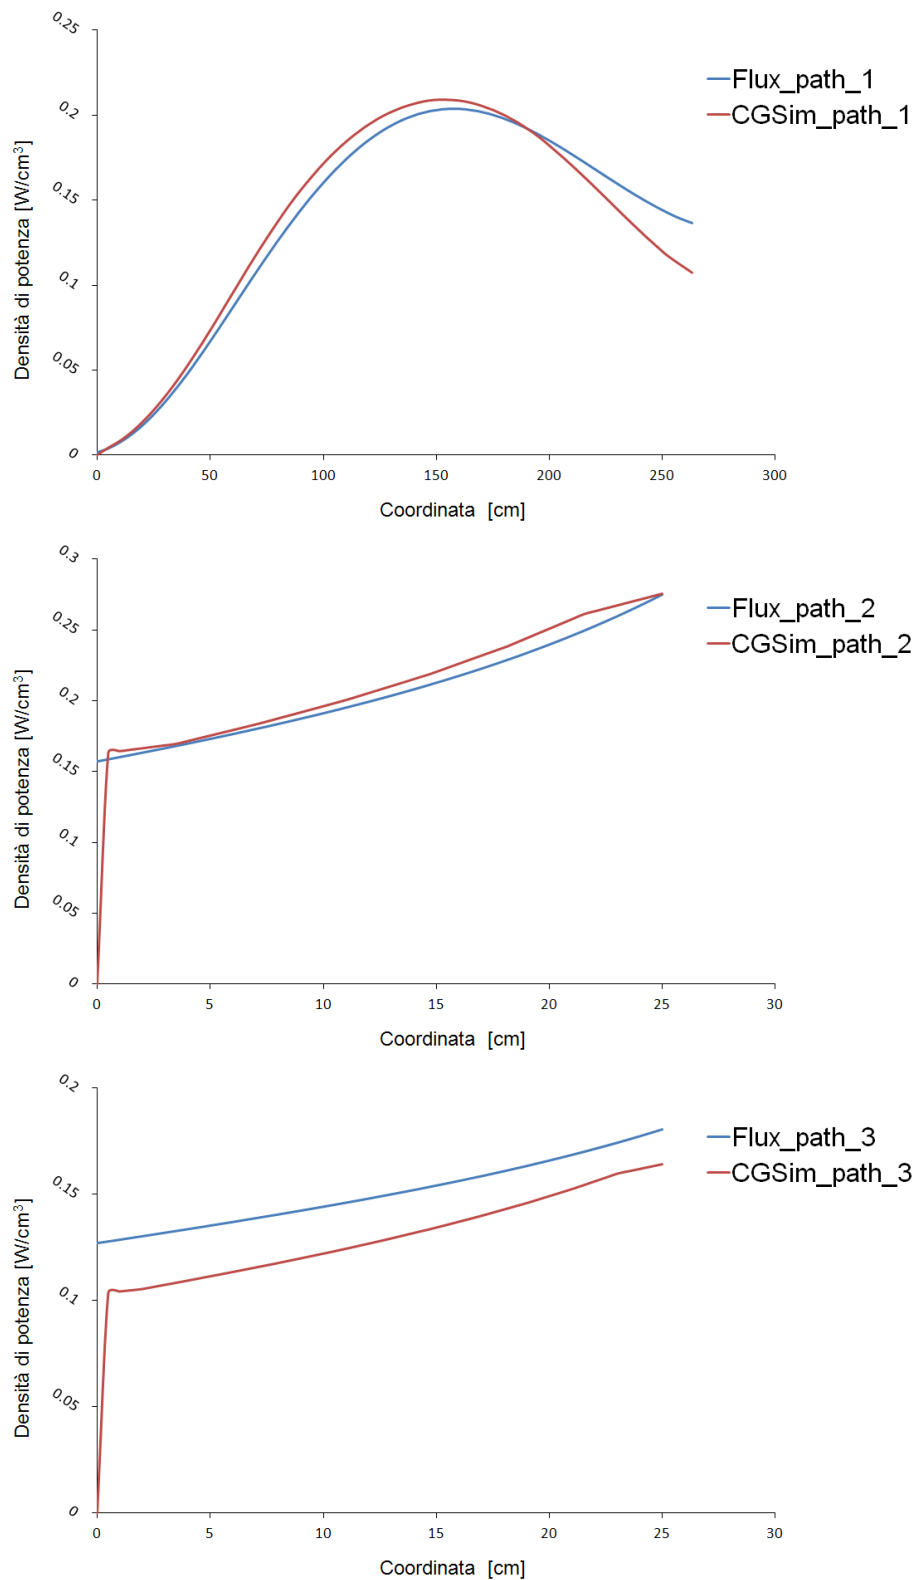 0.25
0.2
0.15
0.1
0.05
0
Densità di potenza [W/cm³]
Flux_path_1
CGSim_path_1
0 50 100 150 200 250 300
Coordinata [cm]
0.3
0.25
0.2
0.15
0.1
0.05
0
Densità di potenza [W/cm³]
Flux_path_2
CGSim_path_2
0 5 10 15 20 25 30
Coordinata [cm]
0.2
0.15
0.1
0.05
0
Densità di potenza [W/cm³]
Flux_path_3
CGSim_path_3
0 5 10 15 20 25 30
Coordinata [cm]